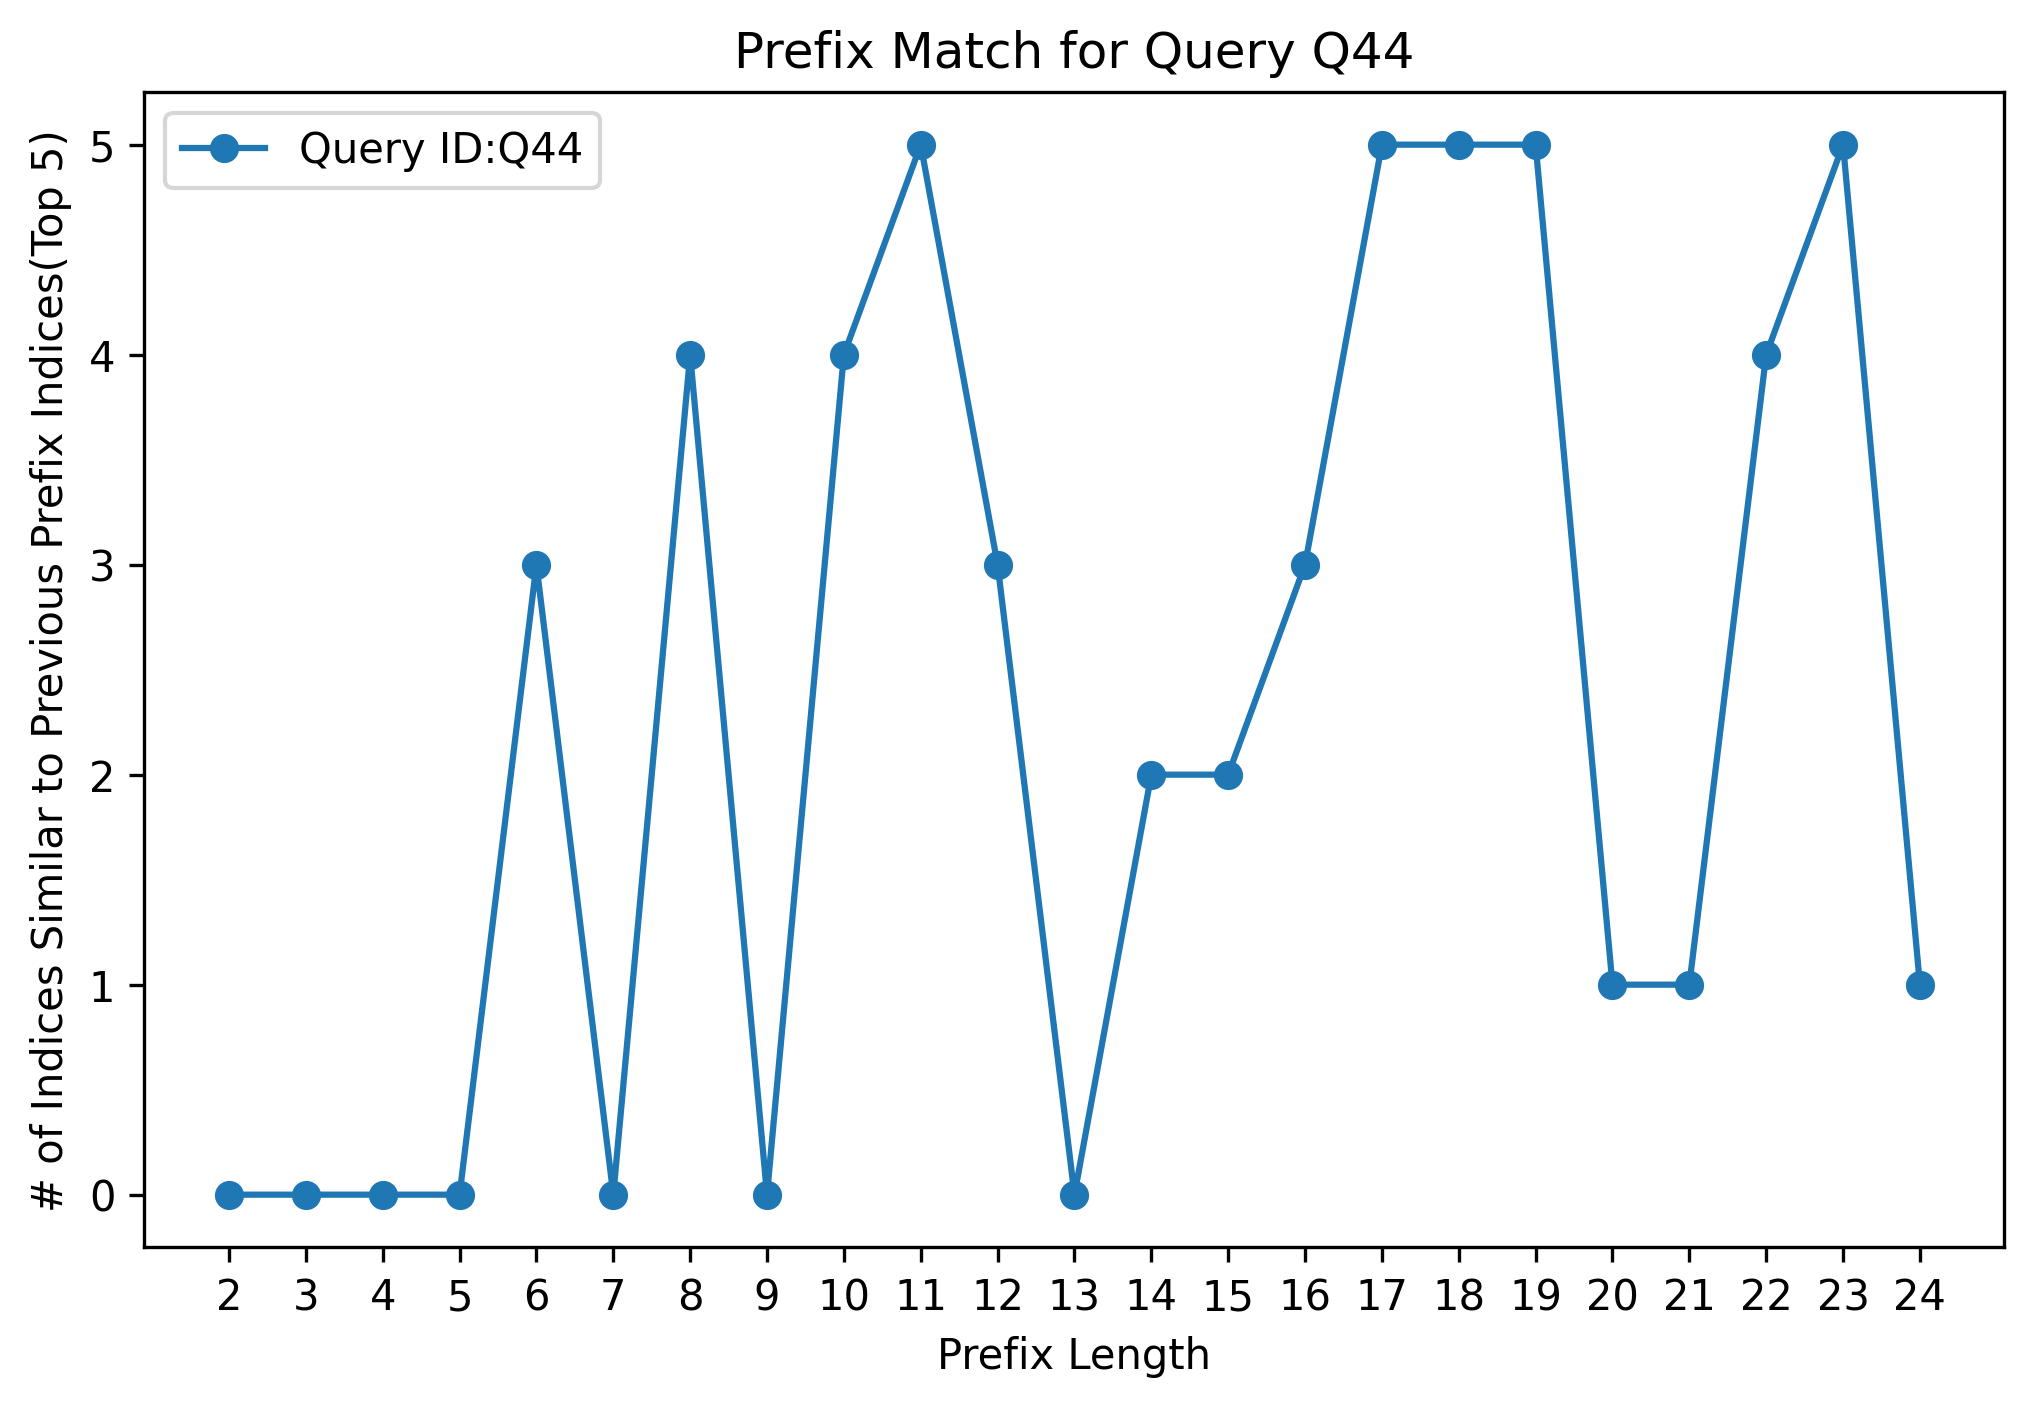 Prefix Match for Query Q44
Query ID:Q44
# of Indices Similar to Previous Prefix Indices(Top 5)
5
4
3
2
1
0
2 3 4 5 6 7 8 9 10 11 12 13 14 15 16 17 18 19 20 21 22 23 24
Prefix Length